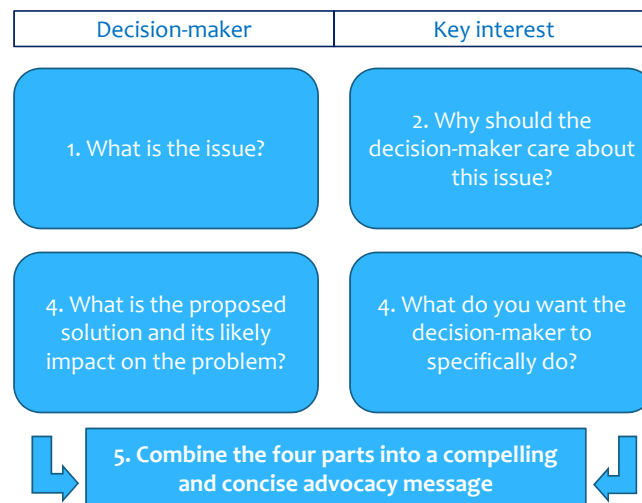 Decision-maker
Key interest
1. What is the issue?
2. Why should the
decision-maker care about
this issue?
4. What is the proposed
solution and its likely
impact on the problem?
4. What do you want the
decision-maker to
specifically do?
5. Combine the four parts into a compelling
and concise advocacy message